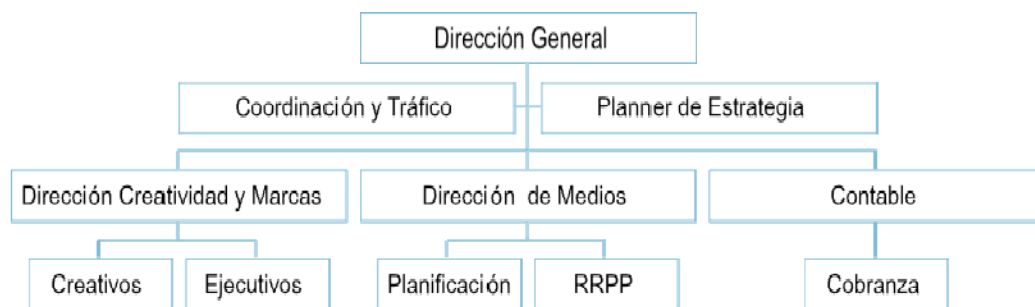 Dirección General
Coordinación y Tráfico
Planner de Estrategia
Dirección Creatividad y Marcas
Dirección de Medios
Contable
Creativos
Ejecutivos
Planificación
RRPP
Cobranza